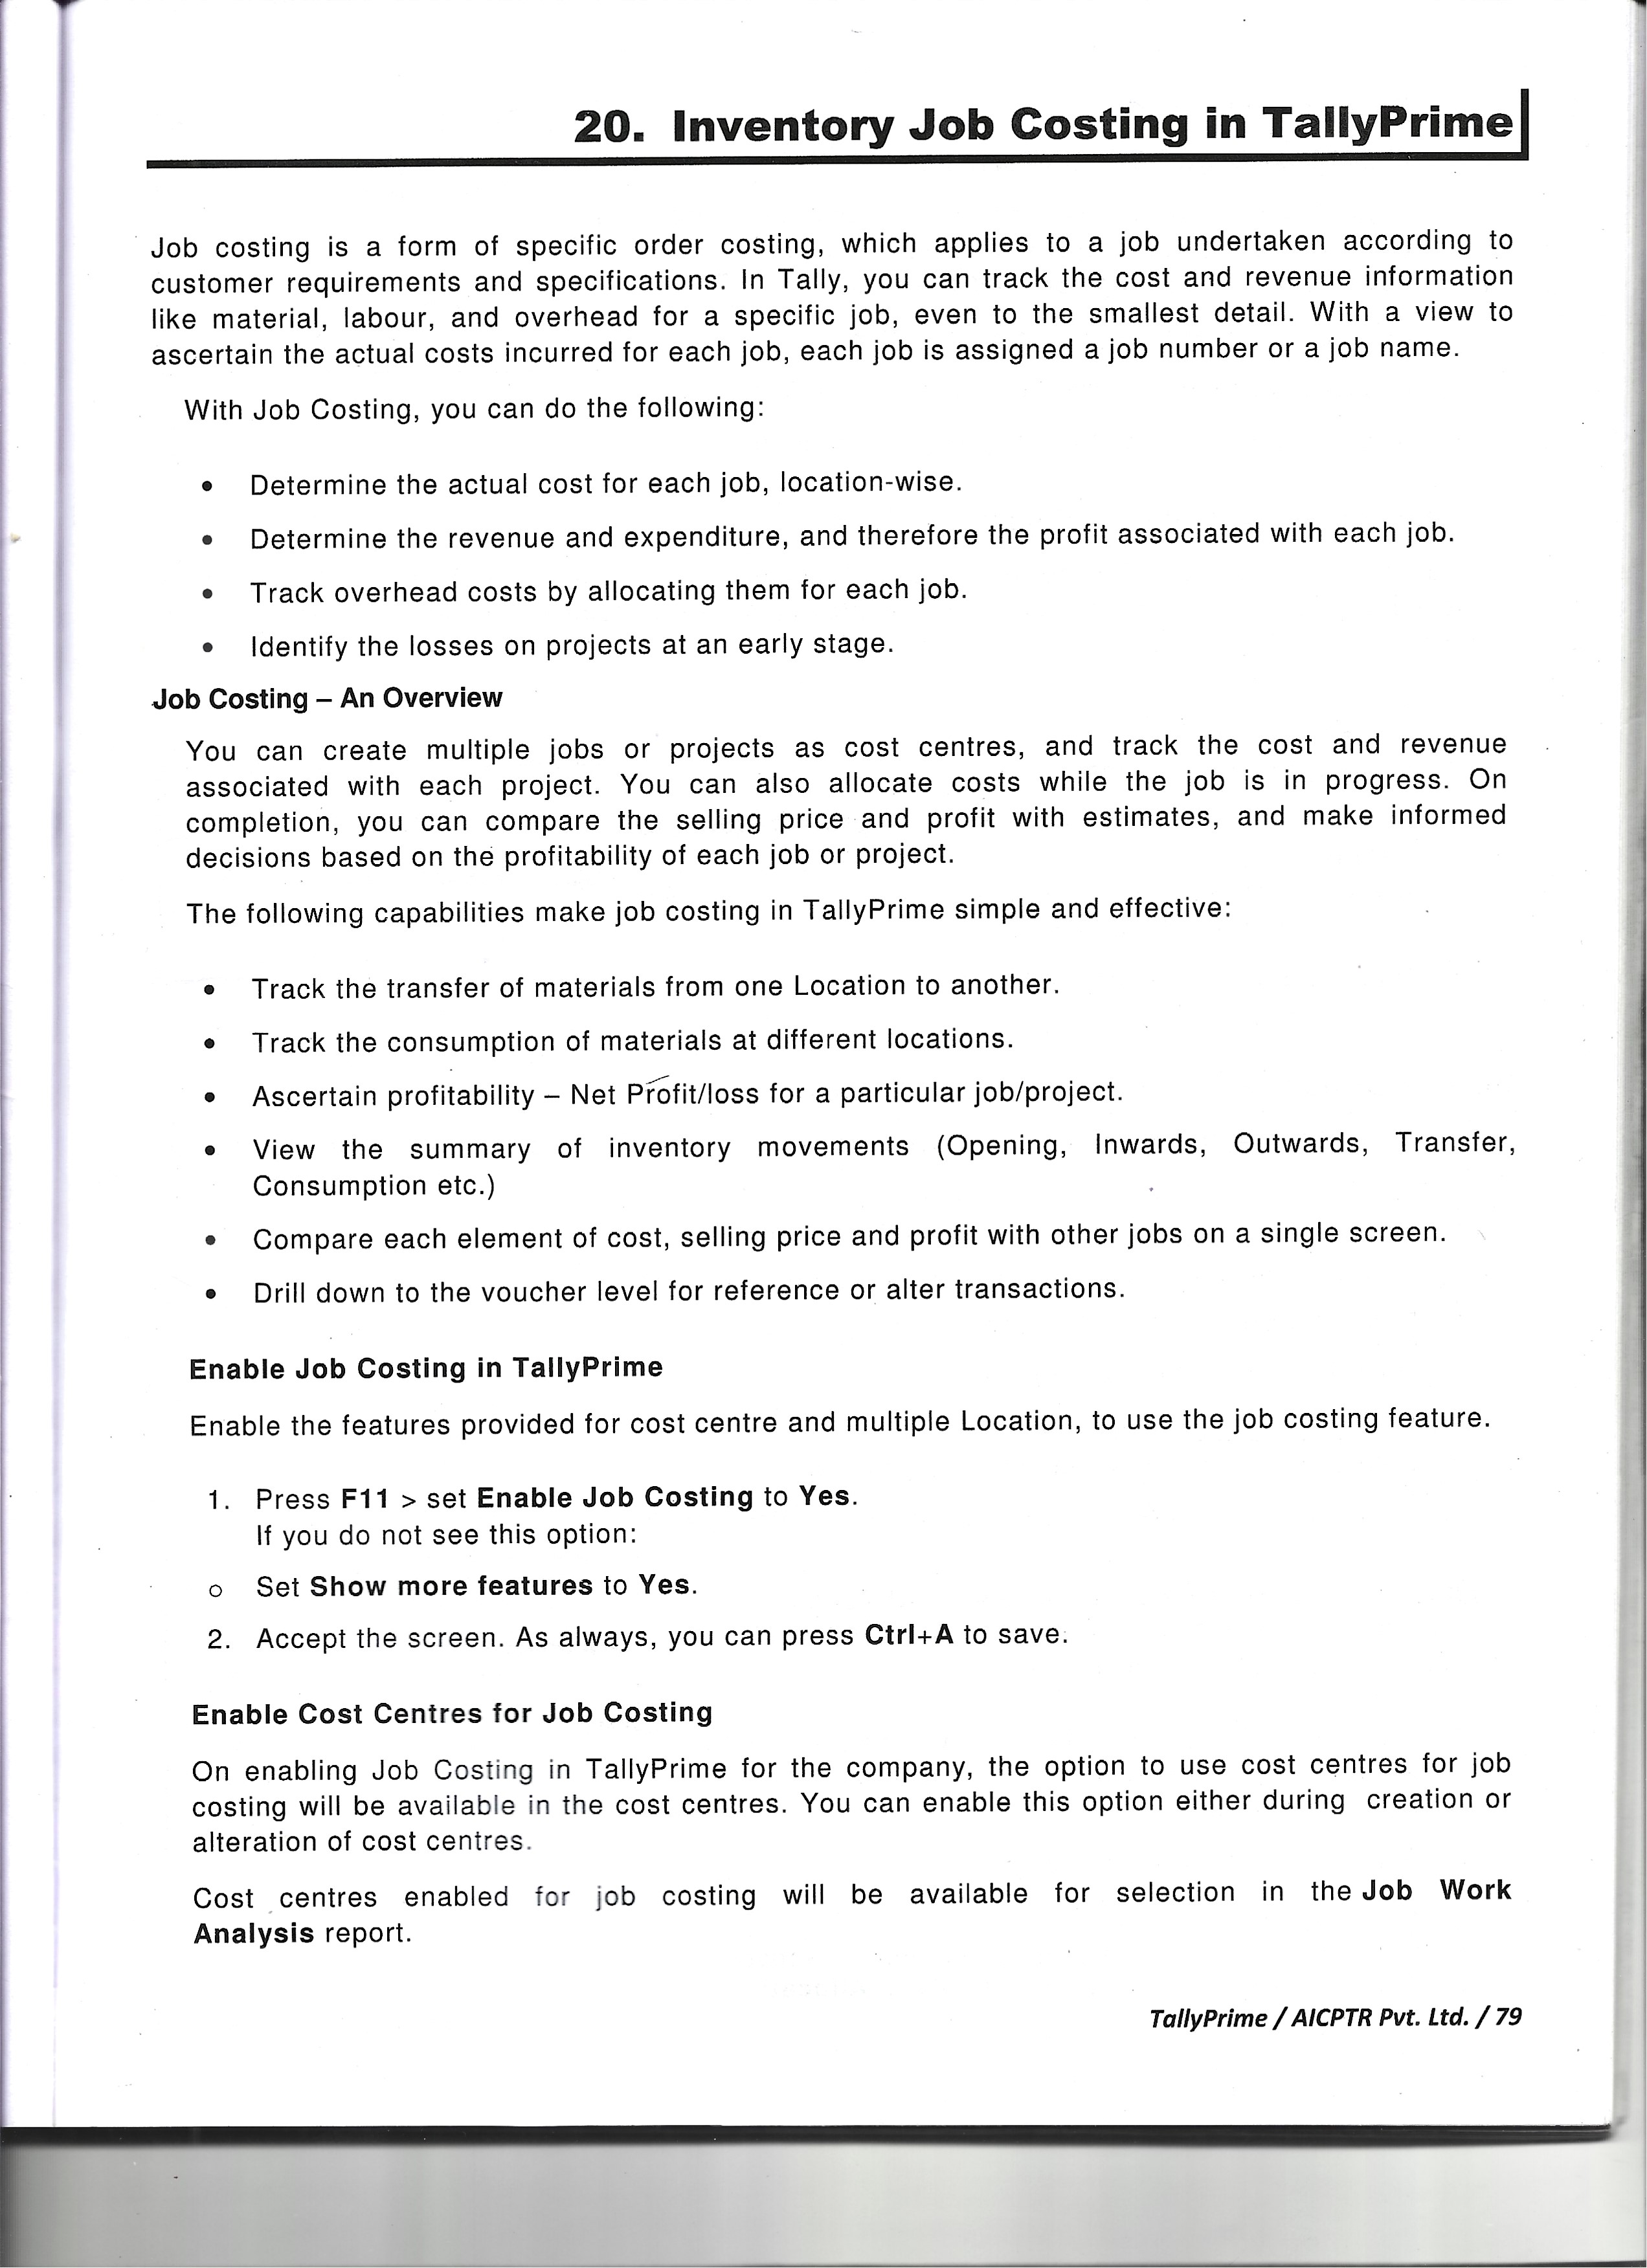 20. Inventory Job Costing in TallyPrime
Job costing is a form of specific order costing, which applies to a job undertaken according to
customer requirements and specifications. In Tally, you can track the cost and revenue information
like material, labour, and overhead for a specific job, even to the smallest detail. With a view to
ascertain the actual costs incurred for each job, each job is assigned a job number or a job name.
With Job Costing, you can do the following:
• Determine the actual cost for each job, location-wise.
• Determine the revenue and expenditure, and therefore the profit associated with each job.
• Track overhead costs by allocating them for each job.
• Identify the losses on projects at an early stage.
Job Costing – An Overview
You can create multiple jobs or projects as cost centres, and track the cost and revenue
associated with each project. You can also allocate costs while the job is in progress. On
completion, you can compare the selling price and profit with estimates, and make informed
decisions based on the profitability of each job or project.
The following capabilities make job costing in TallyPrime simple and effective:
• Track the transfer of materials from one Location to another.
• Track the consumption of materials at different locations.
• Ascertain profitability – Net Profit/loss for a particular job/project.
• View the summary of inventory movements (Opening, Inwards, Outwards, Transfer,
Consumption etc.)
• Compare each element of cost, selling price and profit with other jobs on a single screen.
• Drill down to the voucher level for reference or alter transactions.
Enable Job Costing in TallyPrime
Enable the features provided for cost centre and multiple Location, to use the job costing feature.
1. Press F11 > set Enable Job Costing to Yes.
If you do not see this option:
o Set Show more features to Yes.
2. Accept the screen. As always, you can press Ctrl+A to save.
Enable Cost Centres for Job Costing
On enabling Job Costing in TallyPrime for the company, the option to use cost centres for job
costing will be available in the cost centres. You can enable this option either during creation or
alteration of cost centres.
Cost centres enabled for job costing will be available for selection in the Job Work
Analysis report.
TallyPrime / AICPTR Pvt. Ltd. / 79